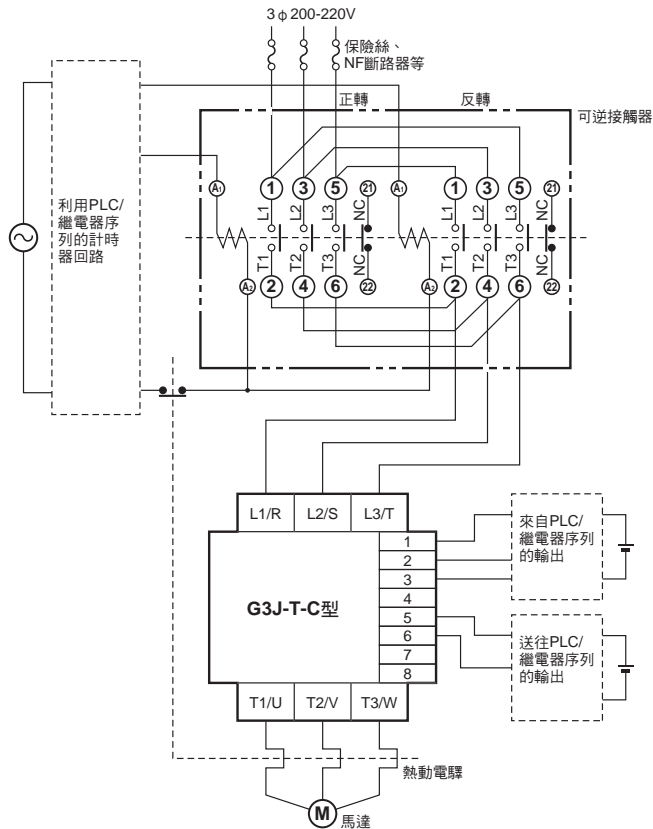 3φ200-220V
保險絲、
NF斷路器等
正轉
反轉
可逆接觸器
利用PLC/
繼電器序
列的計時
器回路
A1
1
3
5
21
A1
1
3
5
21
L1
L2
L3
NC
L1
L2
L3
NC
T1
T2
T3
NC
T1
T2
T3
NC
A2
2
4
6
22
A2
2
4
6
22
L1/R
L2/S
L3/T
1
2
3
4
5
6
7
8
G3J-T-C型
來自PLC/
繼電器序列
的輸出
送往PLC/
繼電器序列
的輸出
T1/U
T2/V
T3/W
熱動電驛
M
馬達